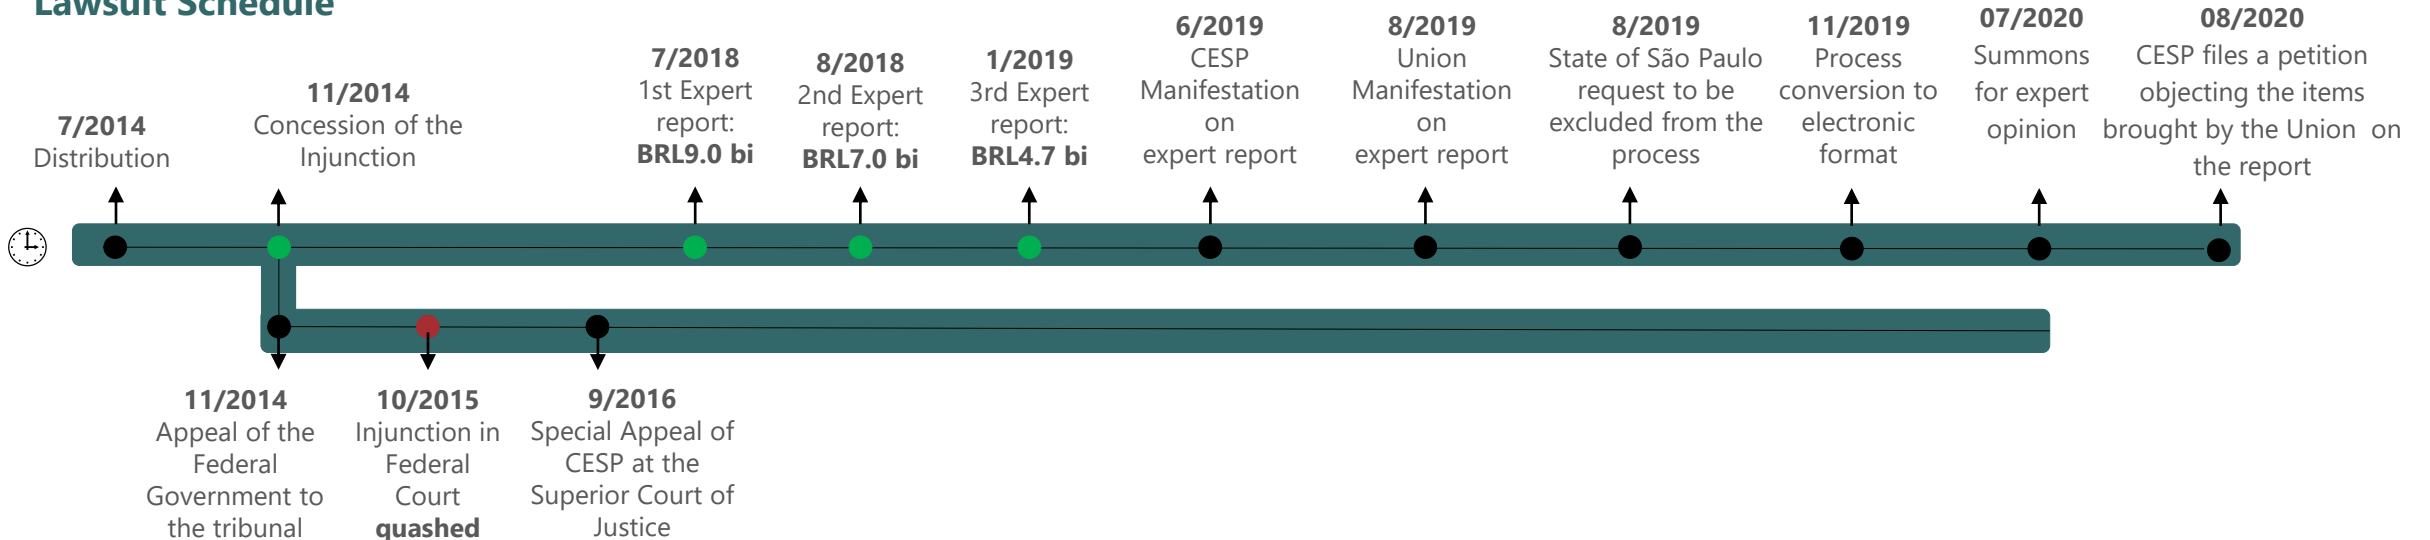 Lawsuit Schedule
7/2014
Distribution
11/2014
Concession of the
Injunction
7/2018
1st Expert
report:
BRL9.0 bi
8/2018
2nd Expert
report:
BRL7.0 bi
1/2019
3rd Expert
report:
BRL4.7 bi
6/2019
CESP
Manifestation
on
expert report
8/2019
Union
Manifestation
on
expert report
8/2019
State of São Paulo
request to be
excluded from the
process
11/2019
Process
conversion to
electronic
format
07/2020
Summons
for expert
opinion
08/2020
CESP files a petition
objecting the items
brought by the Union on
the report
11/2014
Appeal of the
Federal
Government to
the tribunal
10/2015
Injunction in
Federal
Court
quashed
9/2016
Special Appeal of
CESP at the
Superior Court of
Justice